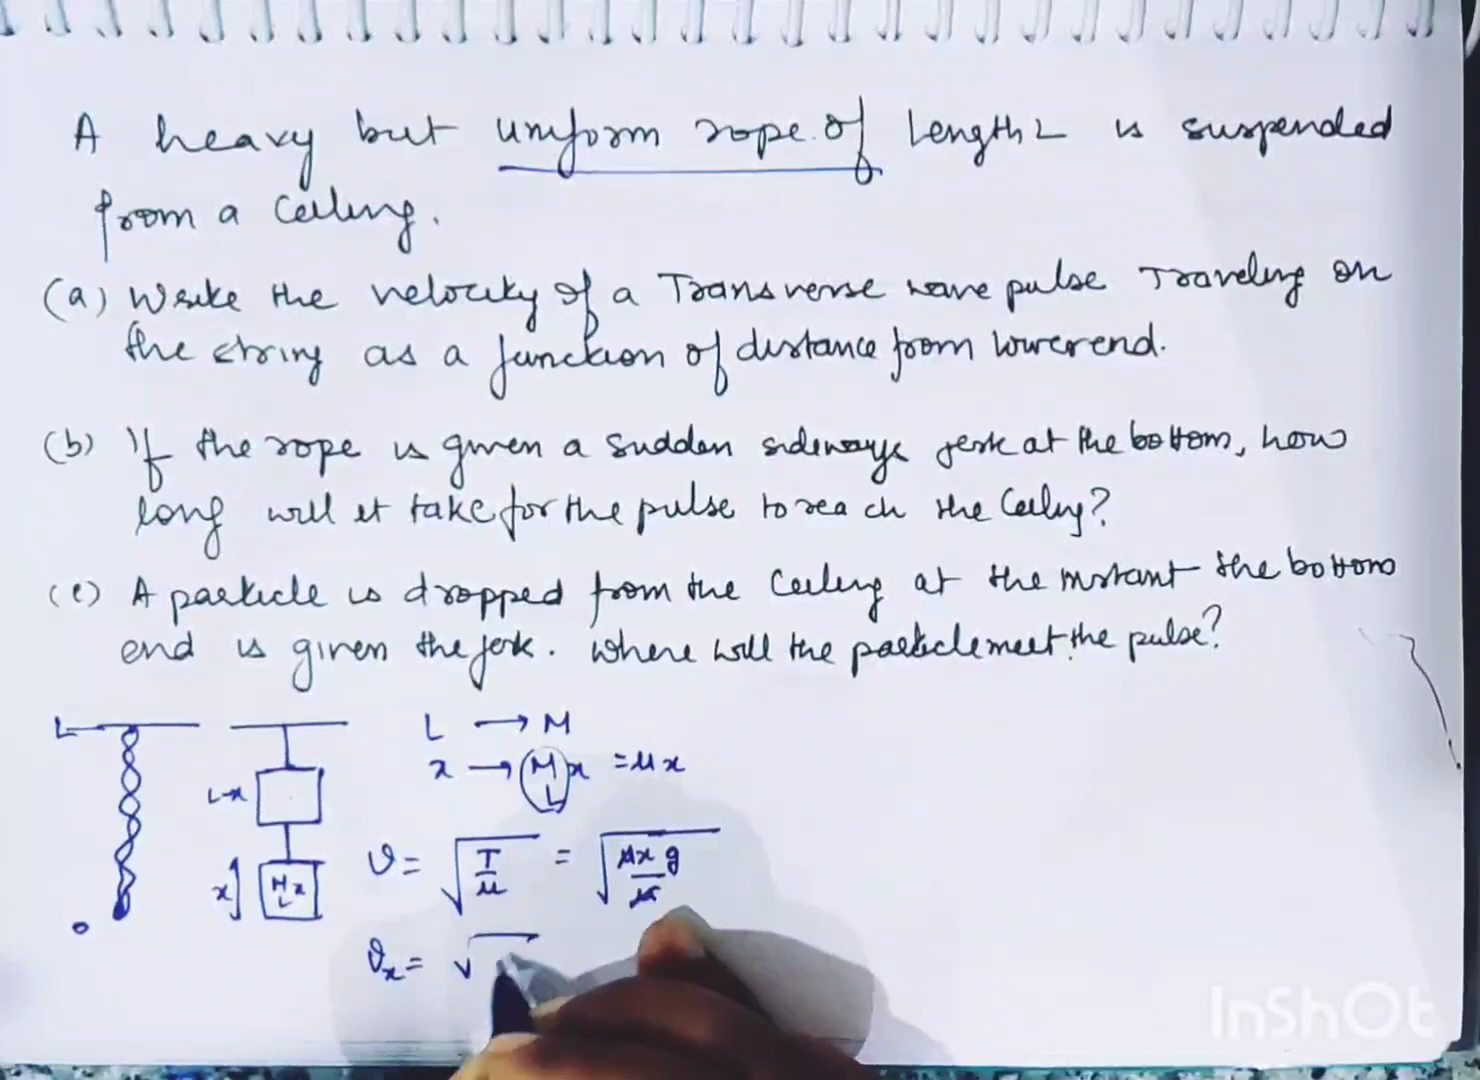 A heavy but uniform rope of Length L is suspended
from a Ceiling.
(a) Write the velocity of a Transverse wave pulse Traveling on
the string as a function of distance from lower end.
(b) If the rope is given a sudden sideways jerk at the bottom, how
long will it take for the pulse to reach the Ceiling?
(c) A particle is dropped from the Ceiling at the instant the bottom
end is given the jerk. Where will the particle meet the pulse?
L
L → M
x → (M/L)x = μx
L-x
v = √(T/μ) = √(μx g/μ)
x
M/L x
0
v_x = √
InShOt